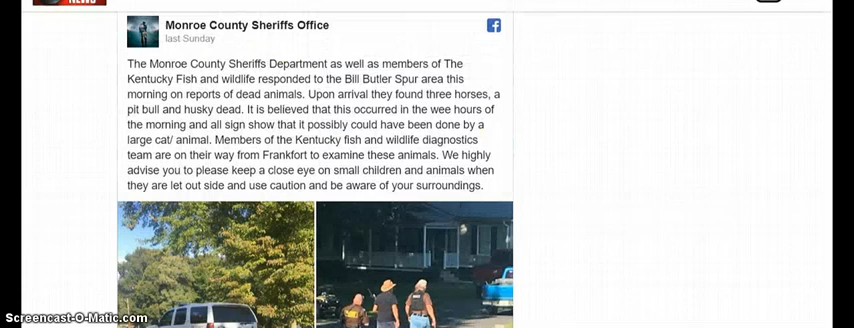 NEWS
Monroe County Sheriffs Office
last Sunday
The Monroe County Sheriffs Department as well as members of The
Kentucky Fish and wildlife responded to the Bill Butler Spur area this
morning on reports of dead animals. Upon arrival they found three horses, a
pit bull and husky dead. It is believed that this occurred in the wee hours of
the morning and all sign show that it possibly could have been done by a
large cat/ animal. Members of the Kentucky fish and wildlife diagnostics
team are on their way from Frankfort to examine these animals. We highly
advise you to please keep a close eye on small children and animals when
they are let out side and use caution and be aware of your surroundings.
Screencast-O-Matic.com